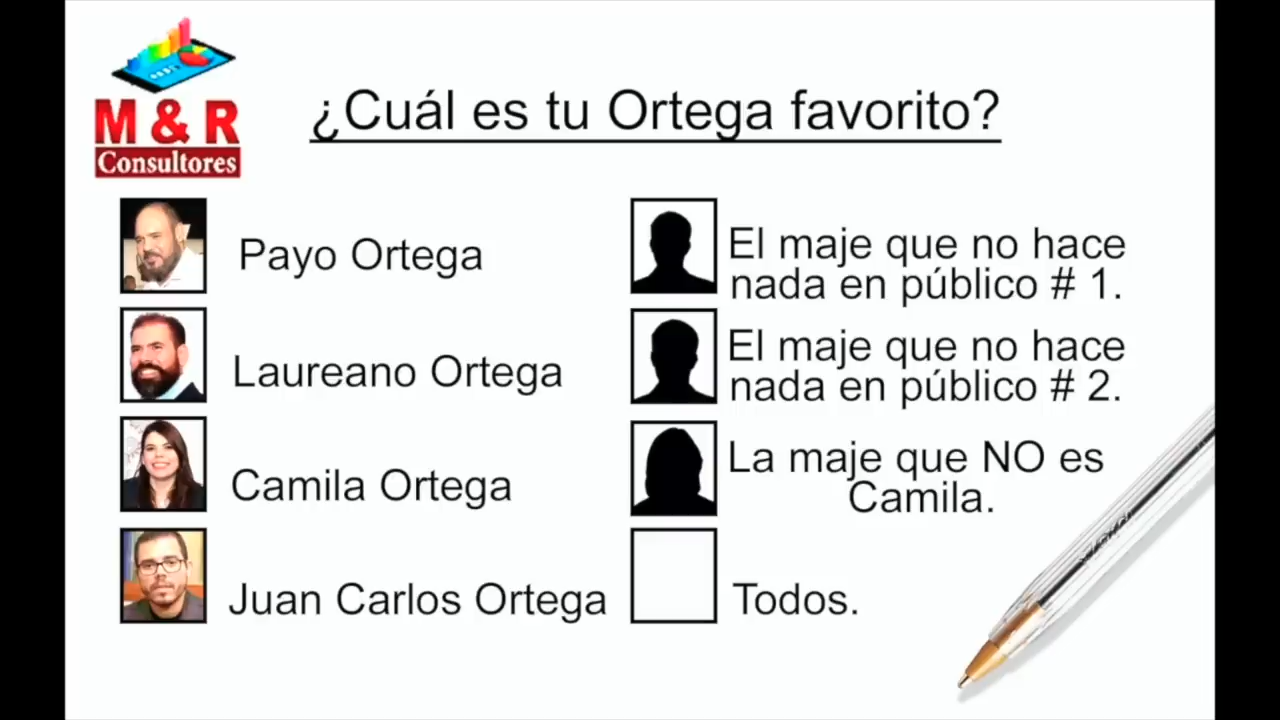 M & R
Consultores
¿Cuál es tu Ortega favorito?
Payo Ortega
Laureano Ortega
Camila Ortega
Juan Carlos Ortega
El maje que no hace
nada en público # 1.
El maje que no hace
nada en público # 2.
La maje que NO es
Camila.
Todos.